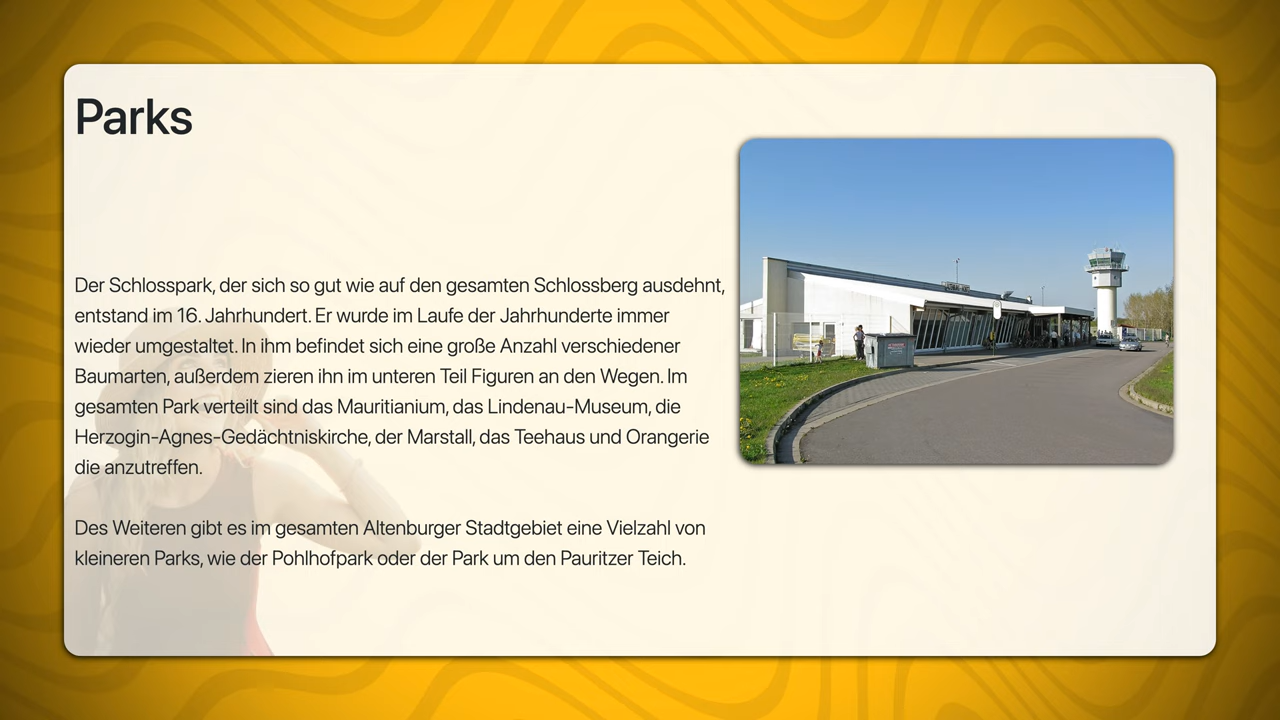 Parks
Der Schlosspark, der sich so gut wie auf den gesamten Schlossberg ausdehnt,
entstand im 16. Jahrhundert. Er wurde im Laufe der Jahrhunderte immer
wieder umgestaltet. In ihm befindet sich eine große Anzahl verschiedener
Baumarten, außerdem zieren ihn im unteren Teil Figuren an den Wegen. Im
gesamten Park verteilt sind das Mauritianium, das Lindenau-Museum, die
Herzogin-Agnes-Gedächtniskirche, der Marstall, das Teehaus und Orangerie
die anzutreffen.
Des Weiteren gibt es im gesamten Altenburger Stadtgebiet eine Vielzahl von
kleineren Parks, wie der Pohlhofpark oder der Park um den Pauritzer Teich.